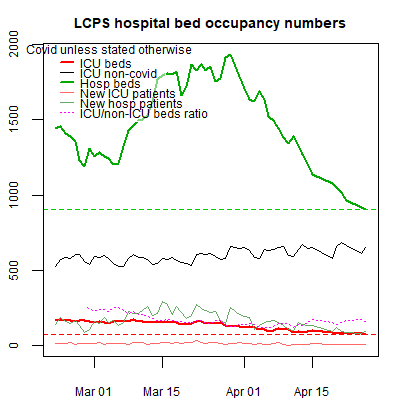 LCPS hospital bed occupancy numbers
Covid unless stated otherwise
ICU beds
ICU non-covid
Hosp beds
New ICU patients
New hosp patients
ICU/non-ICU beds ratio
2000
1500
1000
500
0
Mar 01
Mar 15
Apr 01
Apr 15